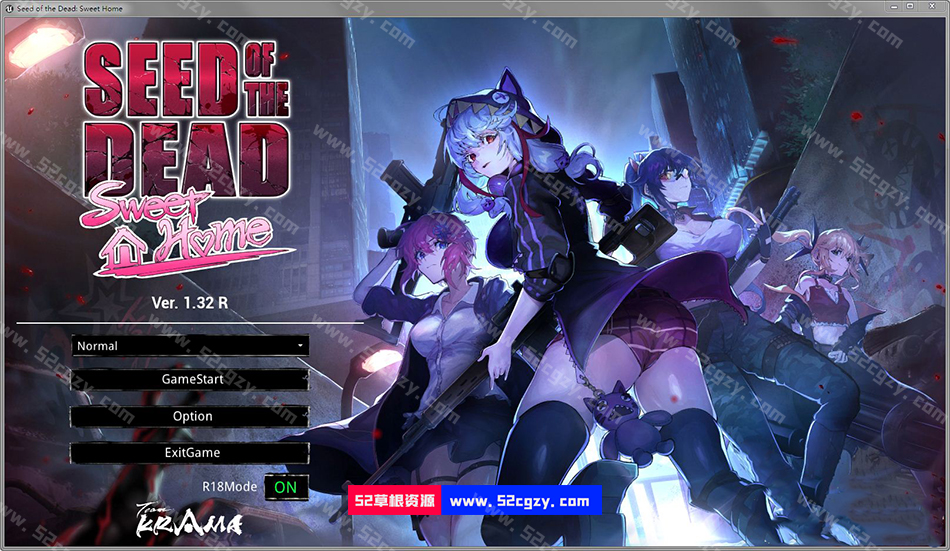 Seed of the Dead: Sweet Home
SEED OF THE
DEAD
Sweet
Home
Ver. 1.32 R
Normal
GameStart
Option
ExitGame
R18Mode ON
Team
KRAMA
52草根资源 www.52cgzy.com
www.52cgzy.com